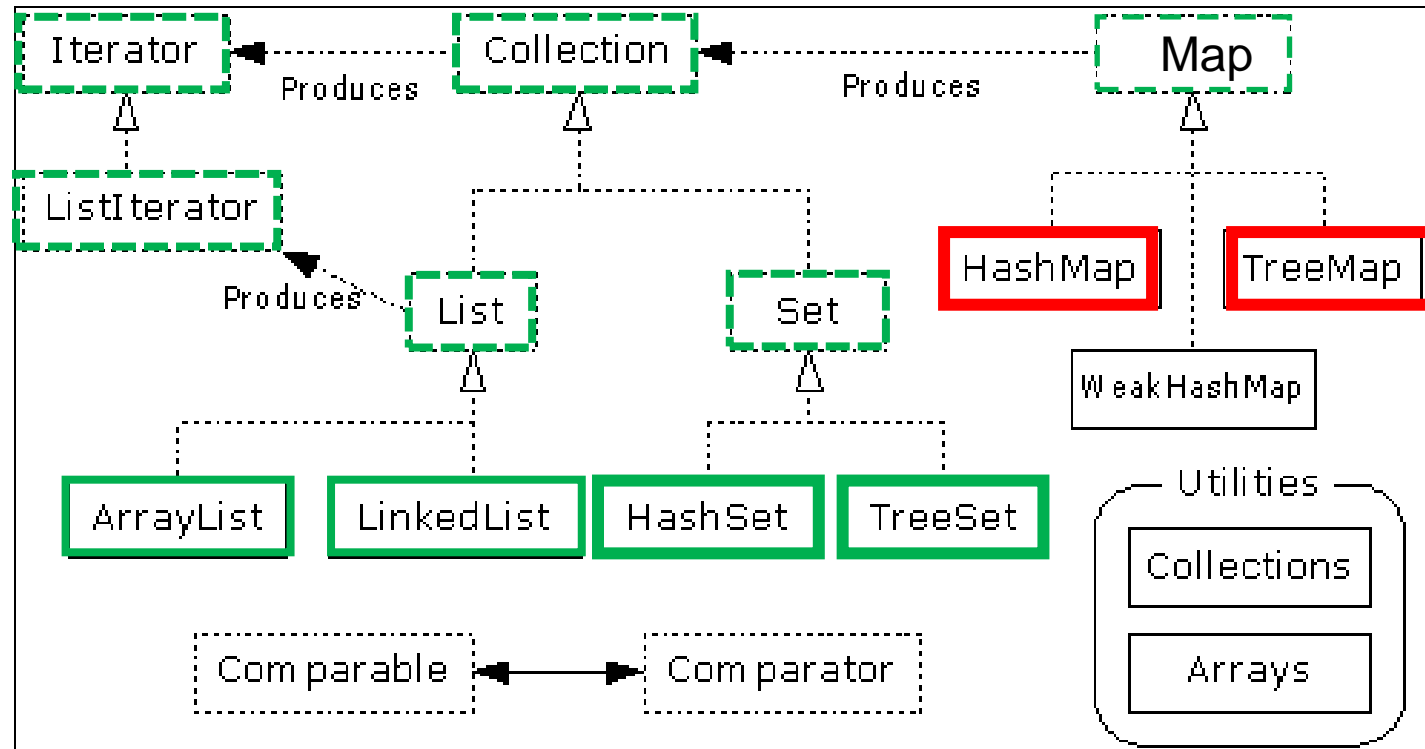 Iterator
Collection
Map
Produces
Produces
ListIterator
HashMap
TreeMap
Produces
List
Set
WeakHashMap
Utilities
ArrayList
LinkedList
HashSet
TreeSet
Collections
Comparable
Comparator
Arrays